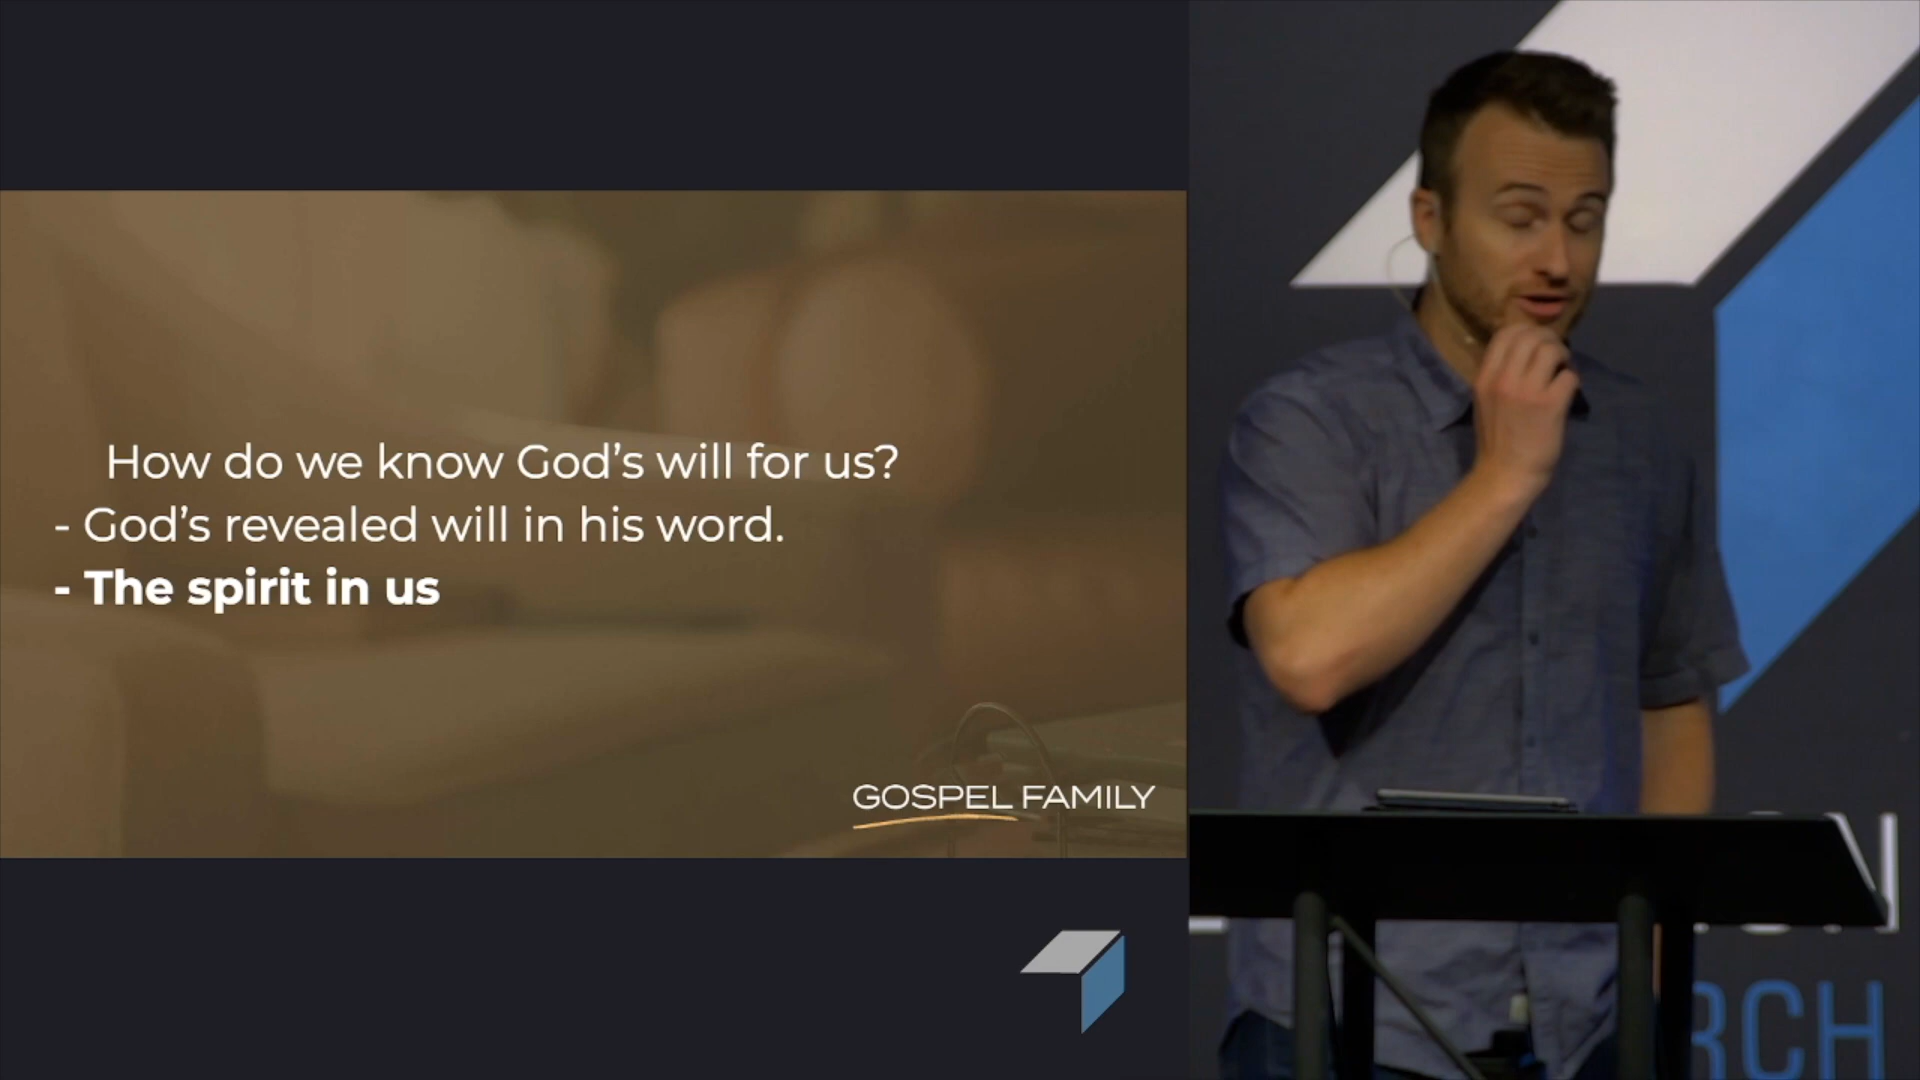 How do we know God’s will for us?
- God’s revealed will in his word.
- The spirit in us
GOSPEL FAMILY